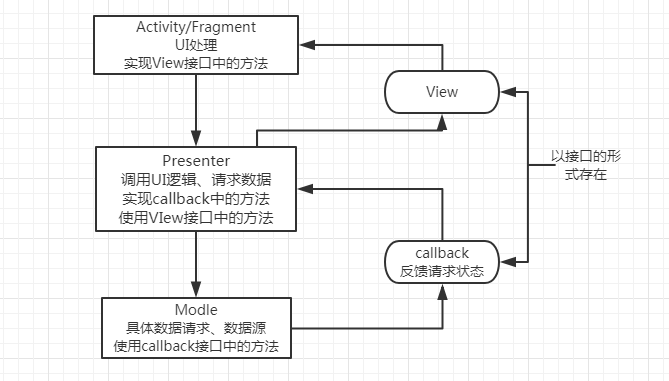 Activity/Fragment
UI处理
实现View接口中的方法
View
以接口的形
式存在
Presenter
调用UI逻辑、请求数据
实现callback中的方法
使用VIew接口中的方法
callback
反馈请求状态
Modle
具体数据请求、数据源
使用callback接口中的方法